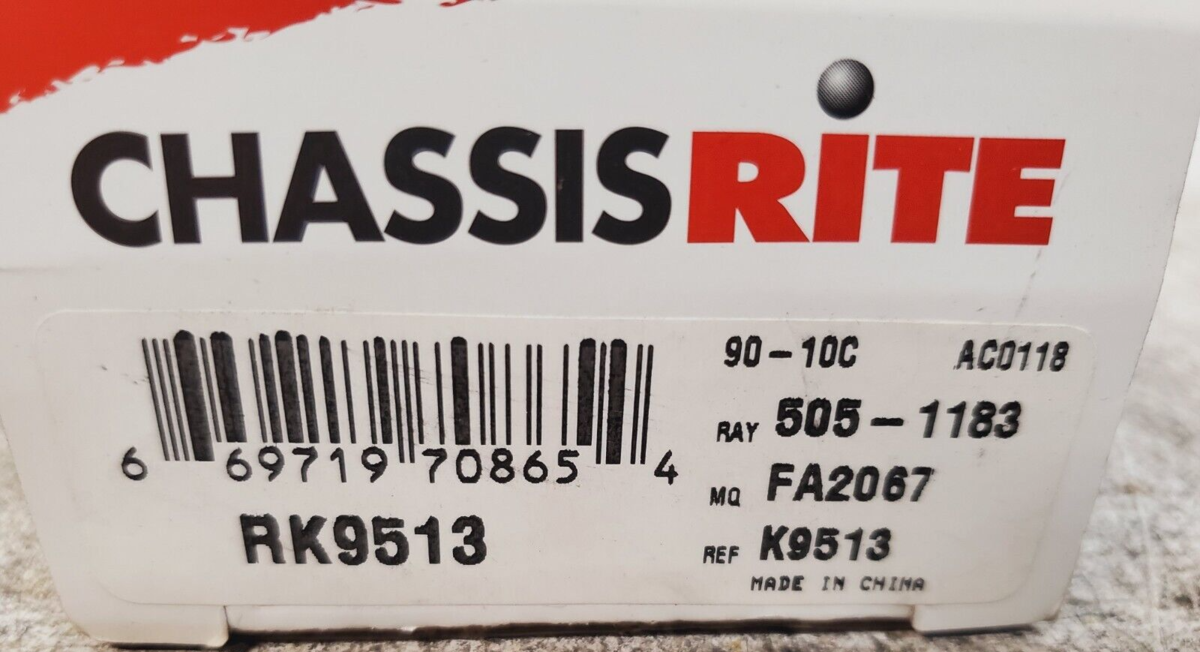 CHASSISRITE
90-10C AC0118
RAY 505-1183
MQ FA2067
REF K9513
MADE IN CHINA
6 69719 70865 4
RK9513